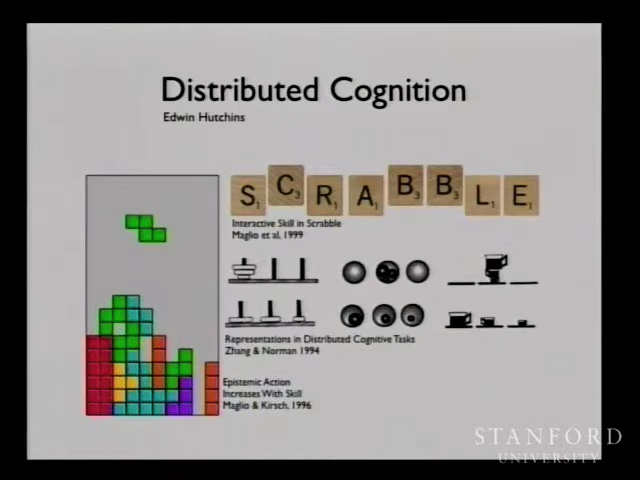 Distributed Cognition
Edwin Hutchins
S1 C3 R1 A1 B3 B3 L1 E1
Interactive Skill in Scrabble
Maglio et al, 1999
Representations in Distributed Cognitive Tasks
Zhang & Norman 1994
Epistemic Action
Increases With Skill
Maglio & Kirsch, 1996
STANFORD
UNIVERSITY